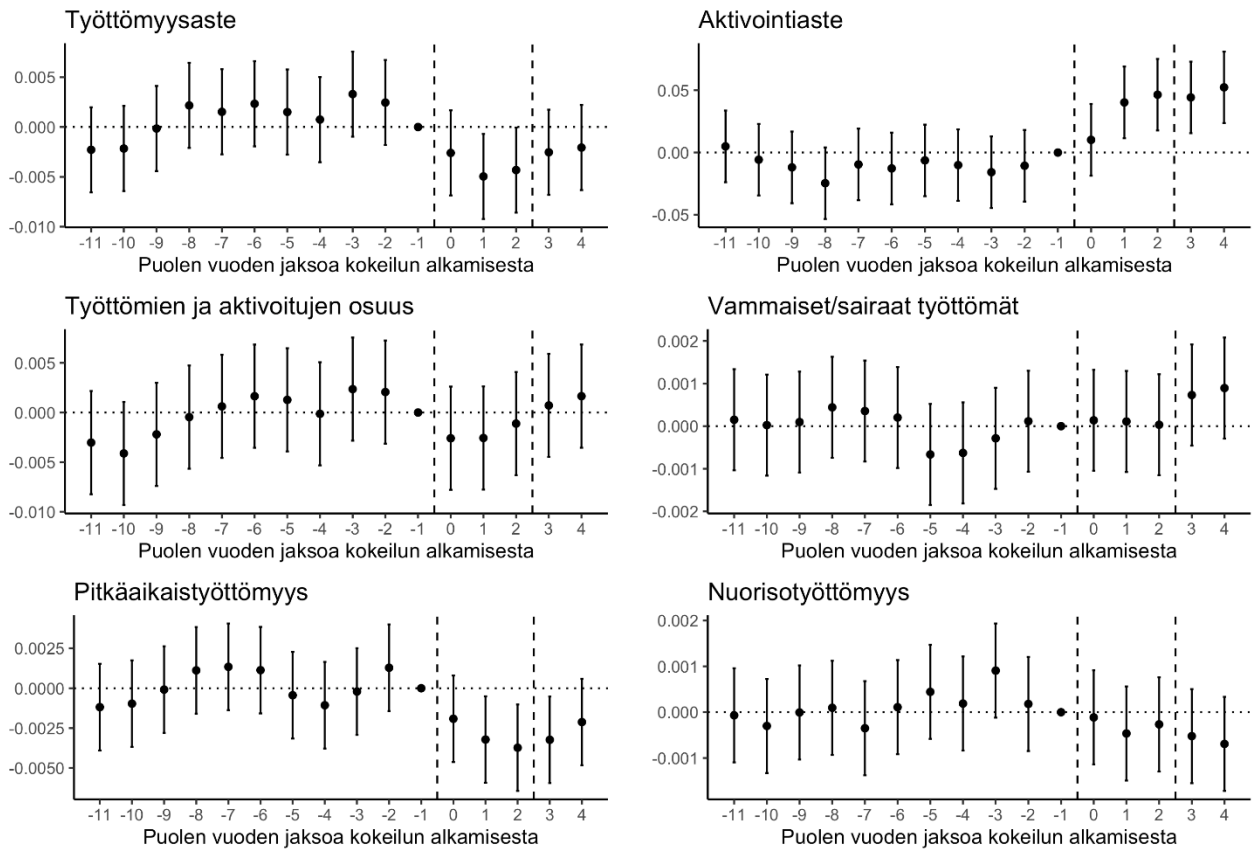 Työttömyysaste
0.005
0.000
-0.005
-0.010
-11 -10 -9 -8 -7 -6 -5 -4 -3 -2 -1 0 1 2 3 4
Puolen vuoden jaksoa kokeilun alkamisesta
Aktivointiaste
0.05
0.00
-0.05
-11 -10 -9 -8 -7 -6 -5 -4 -3 -2 -1 0 1 2 3 4
Puolen vuoden jaksoa kokeilun alkamisesta
Työttömien ja aktivoitujen osuus
0.005
0.000
-0.005
-0.010
-11 -10 -9 -8 -7 -6 -5 -4 -3 -2 -1 0 1 2 3 4
Puolen vuoden jaksoa kokeilun alkamisesta
Vammaiset/sairaat työttömät
0.002
0.001
0.000
-0.001
-0.002
-11 -10 -9 -8 -7 -6 -5 -4 -3 -2 -1 0 1 2 3 4
Puolen vuoden jaksoa kokeilun alkamisesta
Pitkäaikaistyöttömyys
0.0025
0.0000
-0.0025
-0.0050
-11 -10 -9 -8 -7 -6 -5 -4 -3 -2 -1 0 1 2 3 4
Puolen vuoden jaksoa kokeilun alkamisesta
Nuorisotyöttömyys
0.002
0.001
0.000
-0.001
-11 -10 -9 -8 -7 -6 -5 -4 -3 -2 -1 0 1 2 3 4
Puolen vuoden jaksoa kokeilun alkamisesta